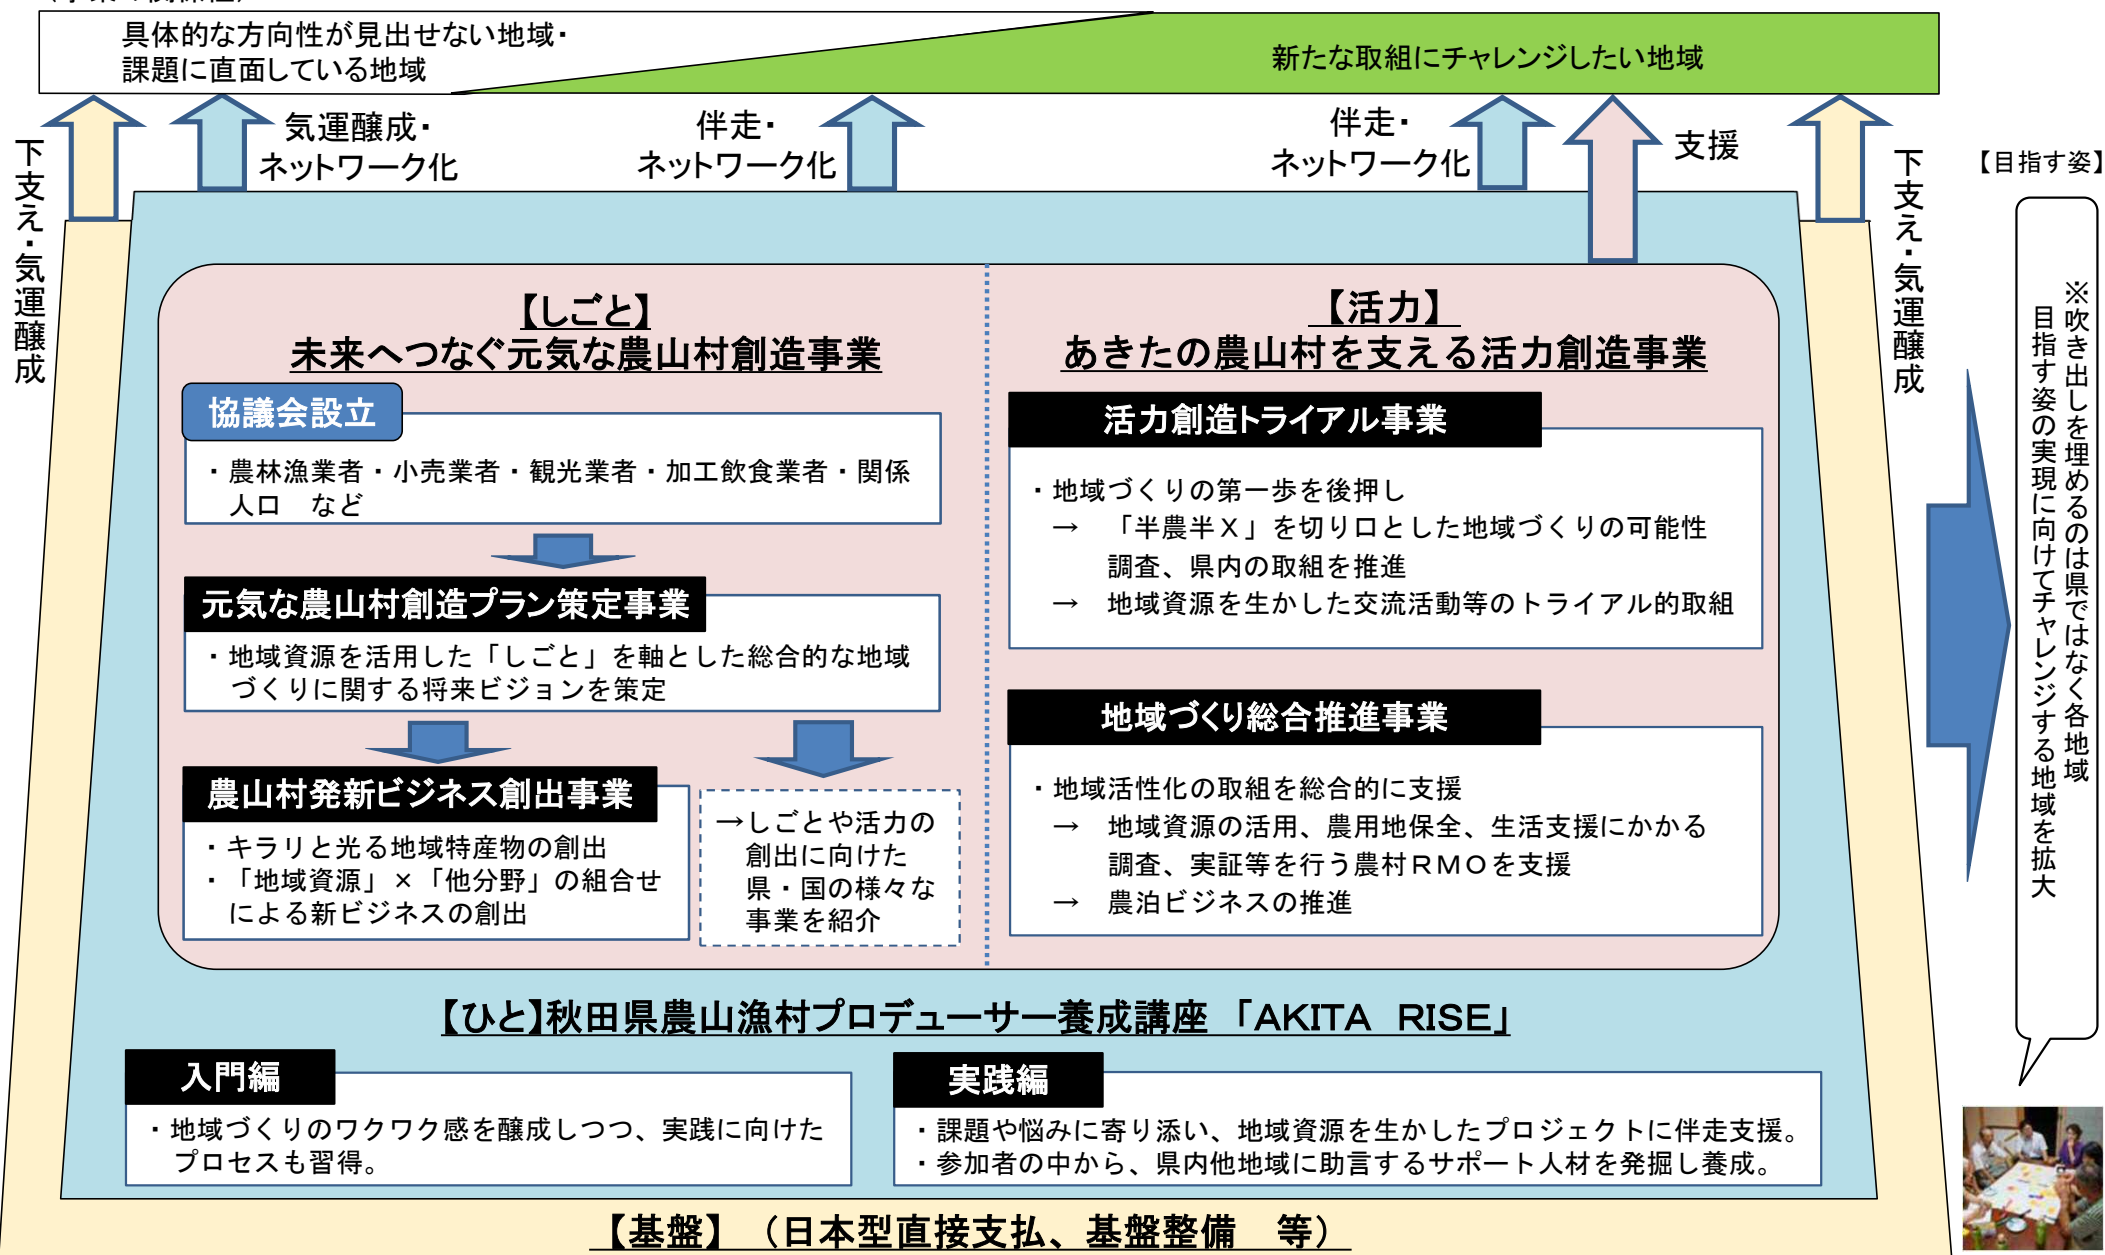 具体的な方向性が見出せない地域・
課題に直面している地域
新たな取組にチャレンジしたい地域
下支え・気運醸成
気運醸成・
ネットワーク化
伴走・
ネットワーク化
伴走・
ネットワーク化
支援
下支え・気運醸成
【目指す姿】
※吹き出しを埋めるのは県ではなく各地域
目指す姿の実現に向けてチャレンジする地域を拡大
【しごと】
未来へつなぐ元気な農山村創造事業
協議会設立
・農林漁業者・小売業者・観光業者・加工飲食業者・関係
人口　など
元気な農山村創造プラン策定事業
・地域資源を活用した「しごと」を軸とした総合的な地域
づくりに関する将来ビジョンを策定
農山村発新ビジネス創出事業
・キラリと光る地域特産物の創出
・「地域資源」×「他分野」の組合せ
による新ビジネスの創出
→しごとや活力の
創出に向けた
県・国の様々な
事業を紹介
【活力】
あきたの農山村を支える活力創造事業
活力創造トライアル事業
・地域づくりの第一歩を後押し
→　「半農半Ｘ」を切り口とした地域づくりの可能性
調査、県内の取組を推進
→　地域資源を生かした交流活動等のトライアル的取組
地域づくり総合推進事業
・地域活性化の取組を総合的に支援
→　地域資源の活用、農用地保全、生活支援にかかる
調査、実証等を行う農村ＲＭＯを支援
→　農泊ビジネスの推進
【ひと】秋田県農山漁村プロデューサー養成講座　「ＡＫＩＴＡ　ＲＩＳＥ」
入門編
・地域づくりのワクワク感を醸成しつつ、実践に向けた
プロセスも習得。
実践編
・課題や悩みに寄り添い、地域資源を生かしたプロジェクトに伴走支援。
・参加者の中から、県内他地域に助言するサポート人材を発掘し養成。
【基盤】　（日本型直接支払、基盤整備　等）